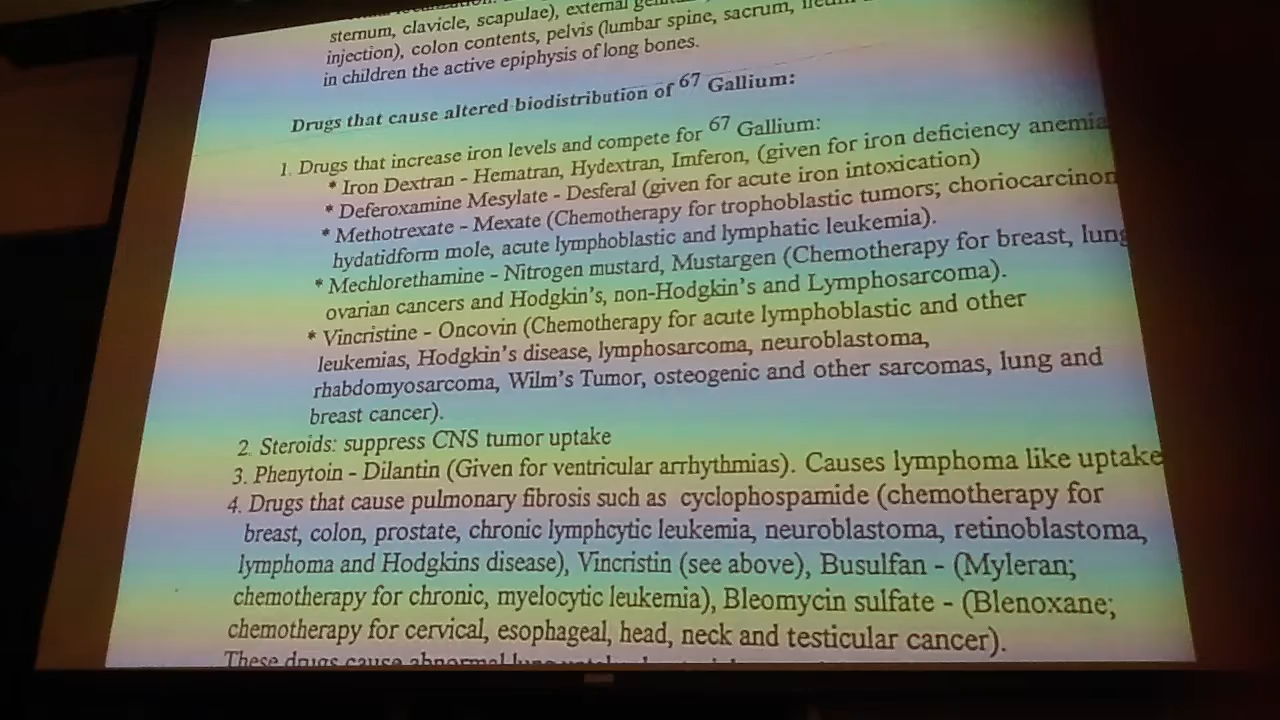 sternum, clavicle, scapulae), external
injection), colon contents, pelvis (lumbar spine, sacrum,
in children the active epiphysis of long bones.
Drugs that cause altered biodistribution of 67 Gallium:
1. Drugs that increase iron levels and compete for 67 Gallium:
* Iron Dextran - Hematran, Hydextran, Imferon, (given for iron deficiency anemia
* Deferoxamine Mesylate - Desferal (given for acute iron intoxication)
* Methotrexate - Mexate (Chemotherapy for trophoblastic tumors; choriocarcinom
hydatidiform mole, acute lymphoblastic and lymphatic leukemia).
* Mechlorethamine - Nitrogen mustard, Mustargen (Chemotherapy for breast, lung
ovarian cancers and Hodgkin's, non-Hodgkin's and Lymphosarcoma).
* Vincristine - Oncovin (Chemotherapy for acute lymphoblastic and other
leukemias, Hodgkin's disease, lymphosarcoma, neuroblastoma,
rhabdomyosarcoma, Wilm's Tumor, osteogenic and other sarcomas, lung and
breast cancer).
2. Steroids: suppress CNS tumor uptake
3. Phenytoin - Dilantin (Given for ventricular arrhythmias). Causes lymphoma like uptake
4. Drugs that cause pulmonary fibrosis such as cyclophospamide (chemotherapy for
breast, colon, prostate, chronic lymphcytic leukemia, neuroblastoma, retinoblastoma,
lymphoma and Hodgkins disease), Vincristin (see above), Busulfan - (Myleran;
chemotherapy for chronic, myelocytic leukemia), Bleomycin sulfate - (Blenoxane;
chemotherapy for cervical, esophageal, head, neck and testicular cancer).
These drugs cause abnormal lung